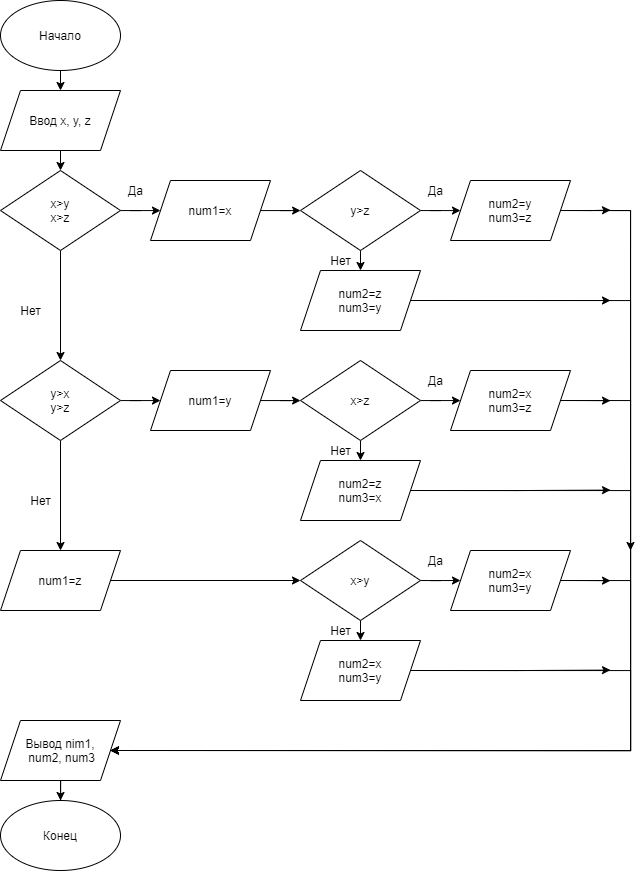 Начало
Ввод x, y, z
x>y
x>z
Да
num1=x
y>z
Да
num2=y
num3=z
Нет
num2=z
num3=y
Нет
y>x
y>z
num1=y
x>z
Да
num2=x
num3=z
Нет
num2=z
num3=x
Нет
num1=z
x>y
Да
num2=x
num3=y
Нет
num2=x
num3=y
Вывод nim1,
num2, num3
Конец